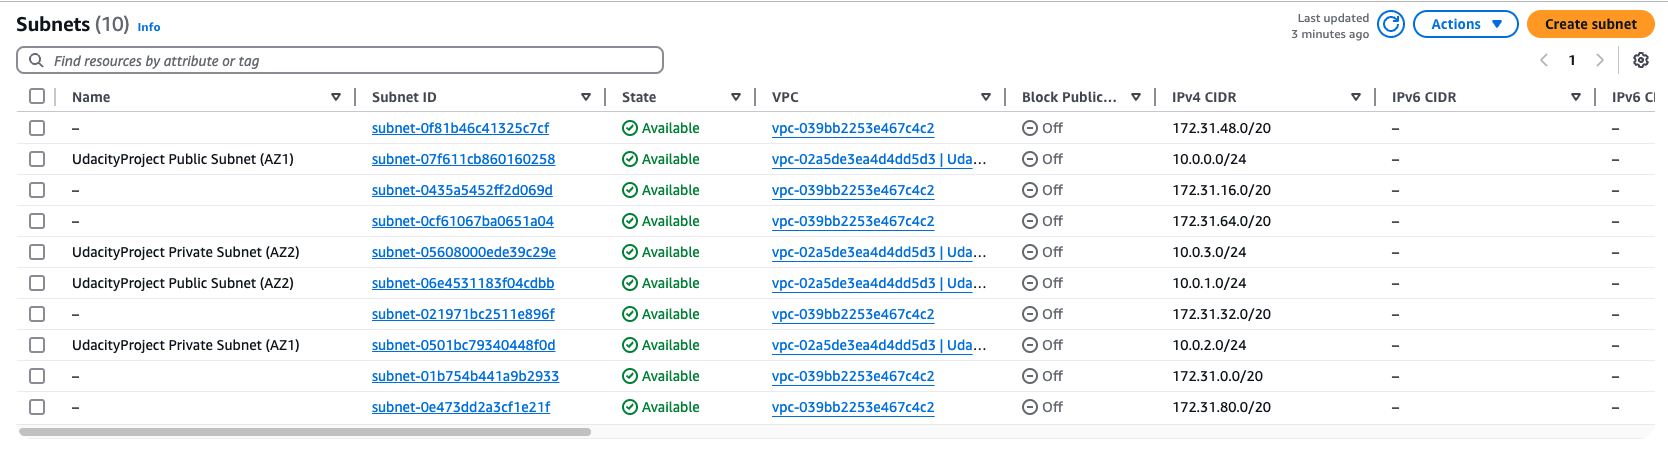 Subnets (10) Info
Last updated
3 minutes ago
Actions
Create subnet
Find resources by attribute or tag
1
Name Subnet ID State VPC Block Public... IPv4 CIDR IPv6 CIDR IPv6 CI
– subnet-0f81b46c41325c7cf Available vpc-039bb2253e467c4c2 Off 172.31.48.0/20 – –
UdacityProject Public Subnet (AZ1) subnet-07f611cb860160258 Available vpc-02a5de3ea4d4dd5d3 | Uda... Off 10.0.0.0/24 – –
– subnet-0435a5452ff2d069d Available vpc-039bb2253e467c4c2 Off 172.31.16.0/20 – –
– subnet-0cf61067ba0651a04 Available vpc-039bb2253e467c4c2 Off 172.31.64.0/20 – –
UdacityProject Private Subnet (AZ2) subnet-05608000ede39c29e Available vpc-02a5de3ea4d4dd5d3 | Uda... Off 10.0.3.0/24 – –
UdacityProject Public Subnet (AZ2) subnet-06e4531183f04cdbb Available vpc-02a5de3ea4d4dd5d3 | Uda... Off 10.0.1.0/24 – –
– subnet-021971bc2511e896f Available vpc-039bb2253e467c4c2 Off 172.31.32.0/20 – –
UdacityProject Private Subnet (AZ1) subnet-0501bc79340448f0d Available vpc-02a5de3ea4d4dd5d3 | Uda... Off 10.0.2.0/24 – –
– subnet-01b754b441a9b2933 Available vpc-039bb2253e467c4c2 Off 172.31.0.0/20 – –
– subnet-0e473dd2a3cf1e21f Available vpc-039bb2253e467c4c2 Off 172.31.80.0/20 – –